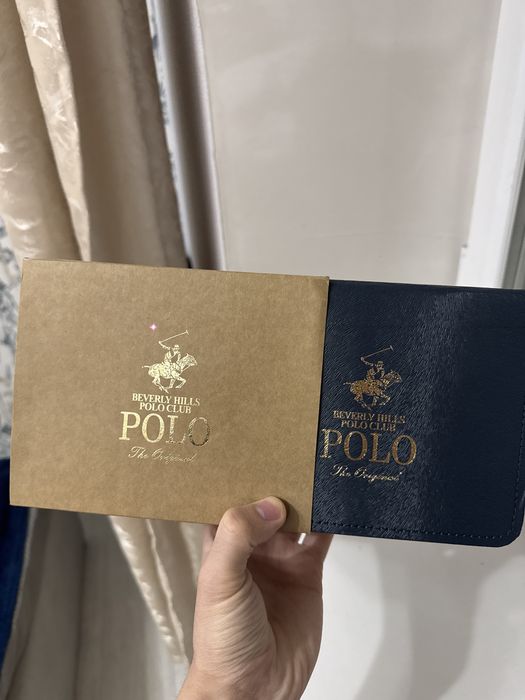 BEVERLY HILLS
POLO CLUB
POLO
The Original
BEVERLY HILLS
POLO CLUB
POLO
The Original